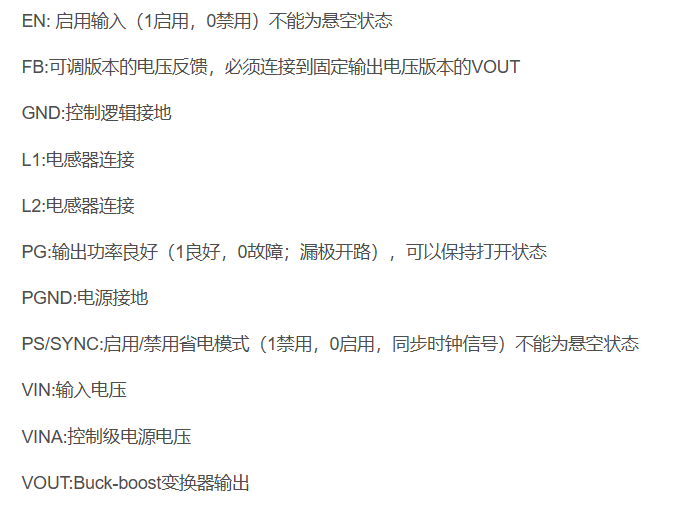 EN: 启用输入（1启用，0禁用）不能为悬空状态
FB:可调版本的电压反馈，必须连接到固定输出电压版本的VOUT
GND:控制逻辑接地
L1:电感器连接
L2:电感器连接
PG:输出功率良好（1良好，0故障；漏极开路），可以保持打开状态
PGND:电源接地
PS/SYNC:启用/禁用省电模式（1禁用，0启用，同步时钟信号）不能为悬空状态
VIN:输入电压
VINA:控制级电源电压
VOUT:Buck-boost变换器输出